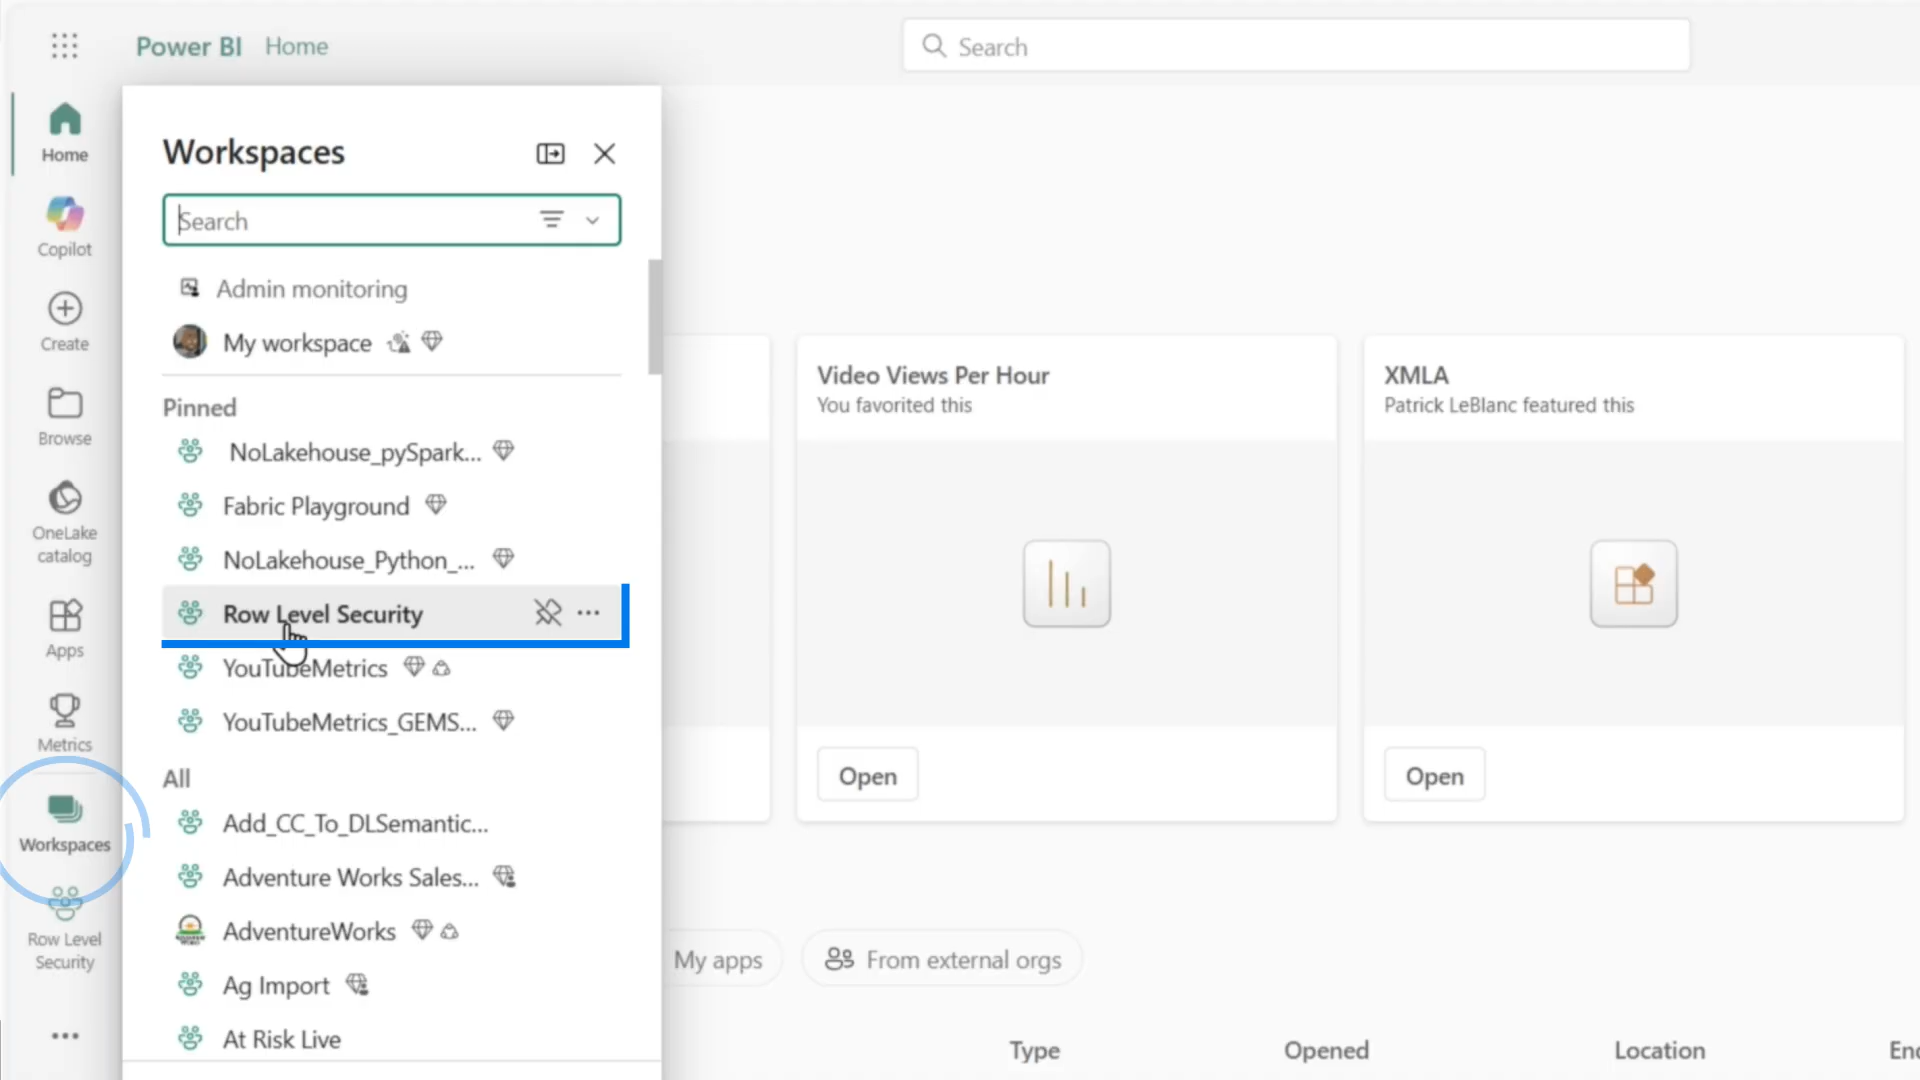 Power BI Home
Search
Home
Copilot
Create
Browse
OneLake
catalog
Apps
Metrics
Workspaces
Row Level
Security
Workspaces
Search
Admin monitoring
My workspace
Pinned
NoLakehouse_pySpark...
Fabric Playground
NoLakehouse_Python_...
Row Level Security
YouTubeMetrics
YouTubeMetrics_GEMS...
All
Add_CC_To_DLSemantic...
Adventure Works Sales...
AdventureWorks
Ag Import
At Risk Live
Video Views Per Hour
You favorited this
Open
XMLA
Patrick LeBlanc featured this
Open
My apps
From external orgs
Type Opened Location